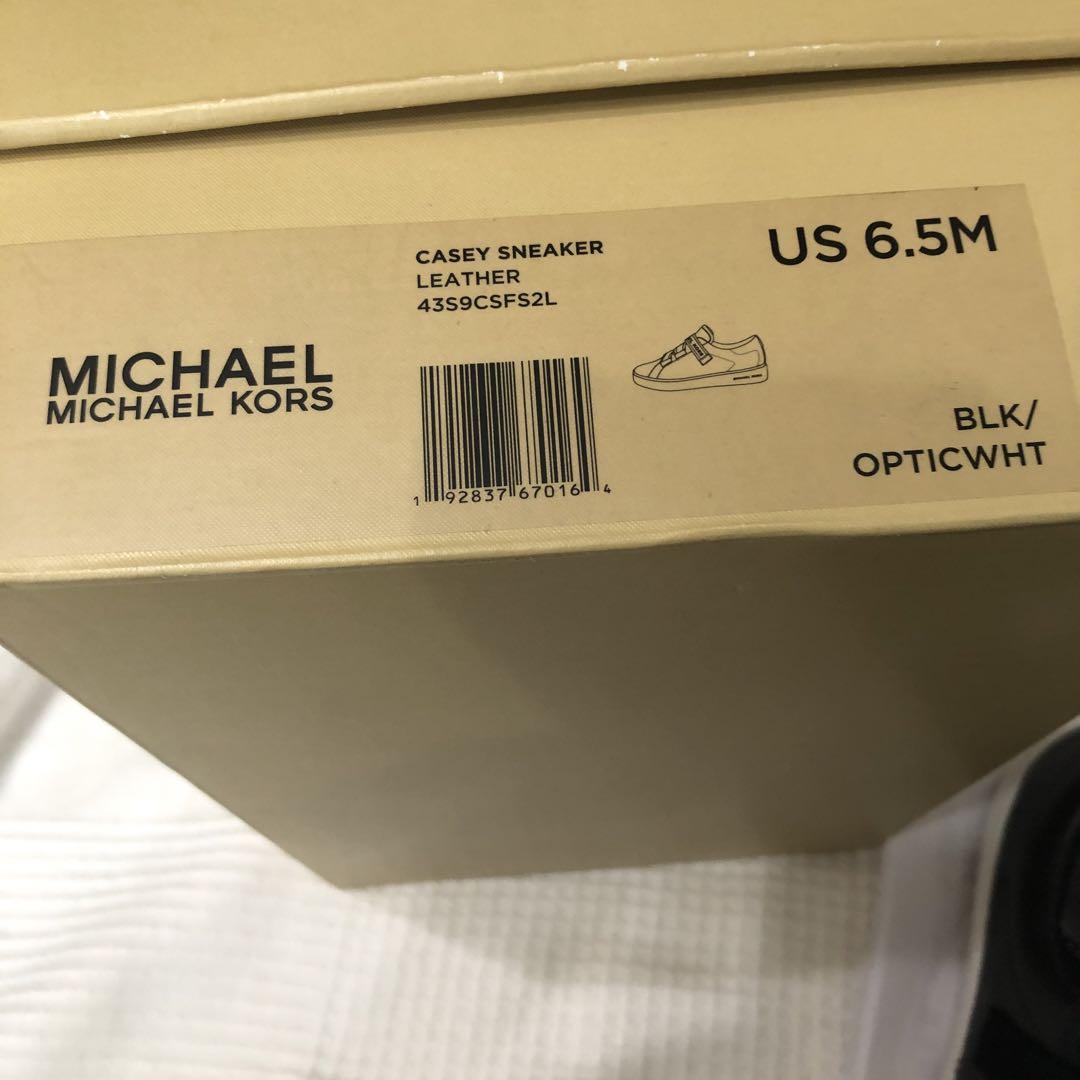 MICHAEL
MICHAEL KORS
CASEY SNEAKER
LEATHER
43S9CSFS2L
1 92837 67016 4
US 6.5M
BLK/
OPTICWHT